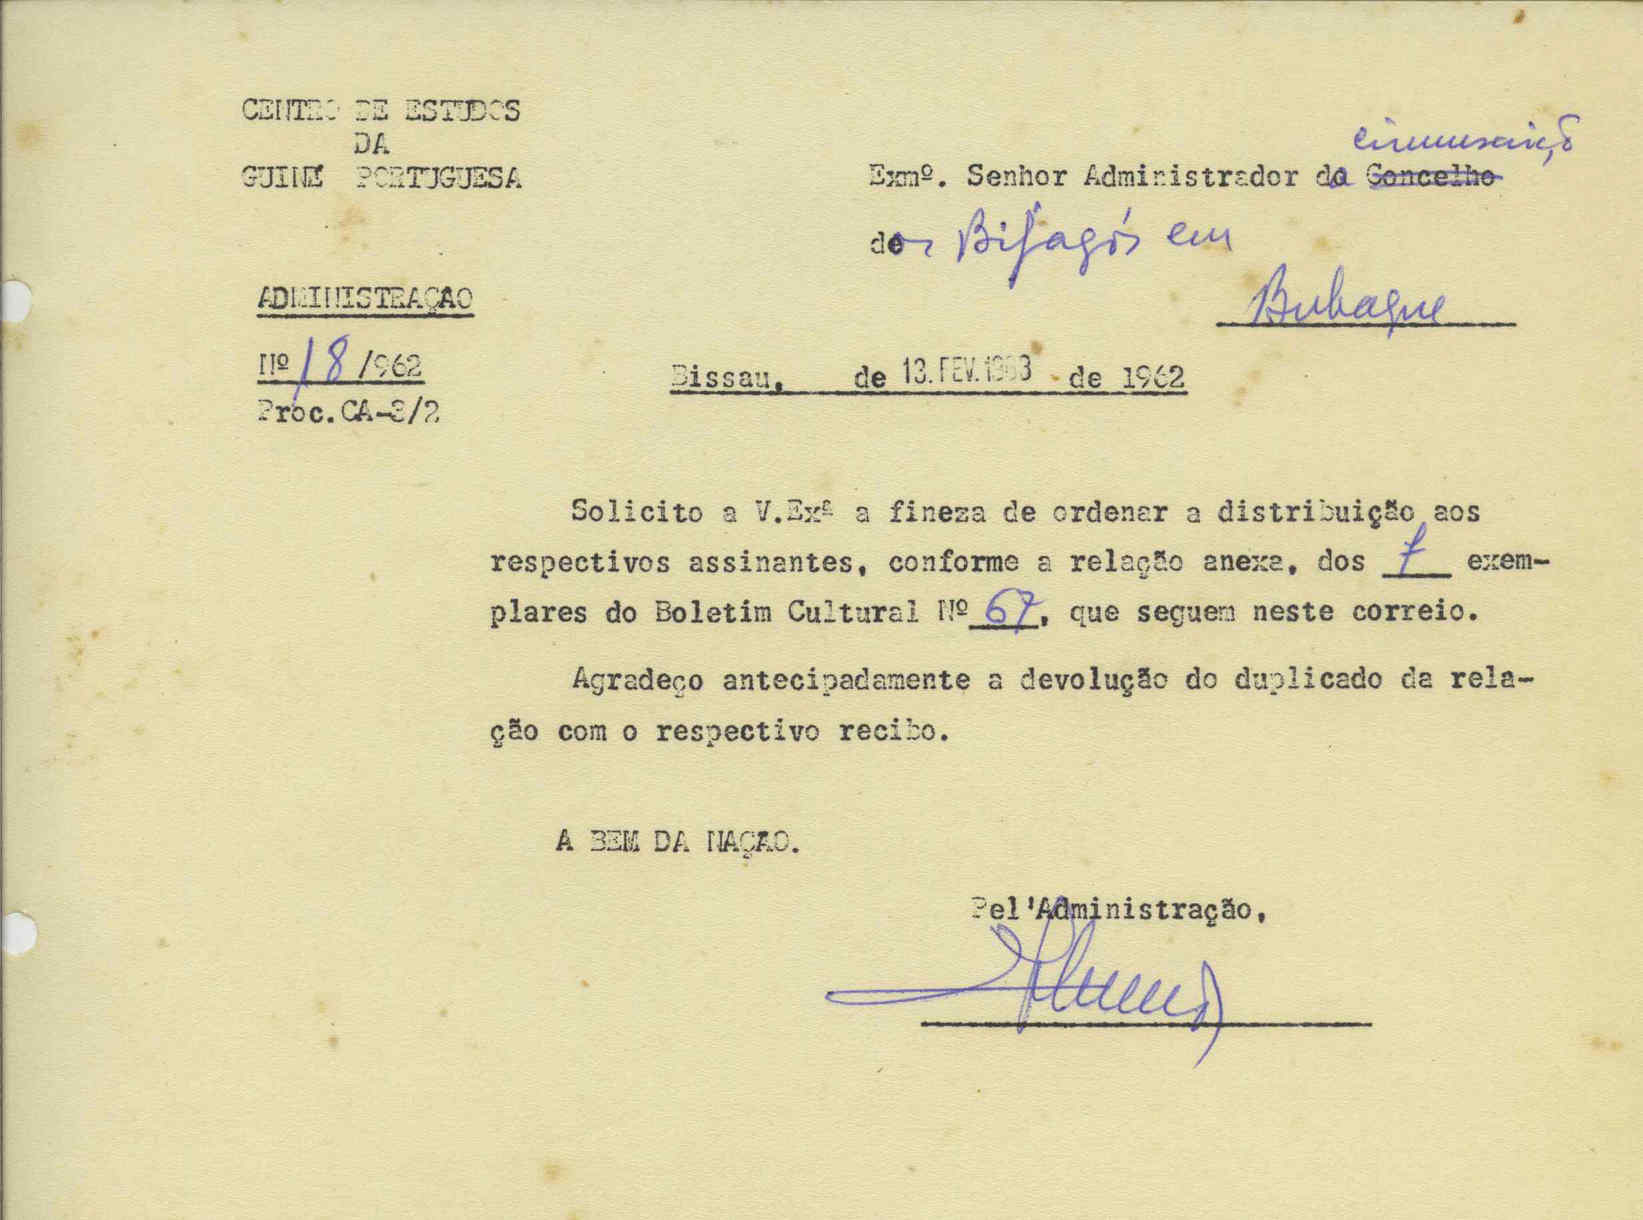 CENTRO DE ESTUDOS
DA
GUINÉ PORTUGUESA
circunscriçõ
Exmº. Senhor Administrador da Concelho
dos Bijagós em
Bubaque
ADMINISTRAÇAO
Nº 18/962
Proc.CA-3/2
Bissau, de 13.FEV.1963 de 1962
Solicito a V.Exª a fineza de ordenar a distribuição aos
respectivos assinantes, conforme a relação anexa, dos 7 exem-
plares do Boletim Cultural Nº 67, que seguem neste correio.
Agradeço antecipadamente a devolução do duplicado da rela-
ção com o respectivo recibo.
A BEM DA NAÇAO.
Pel'Administração,